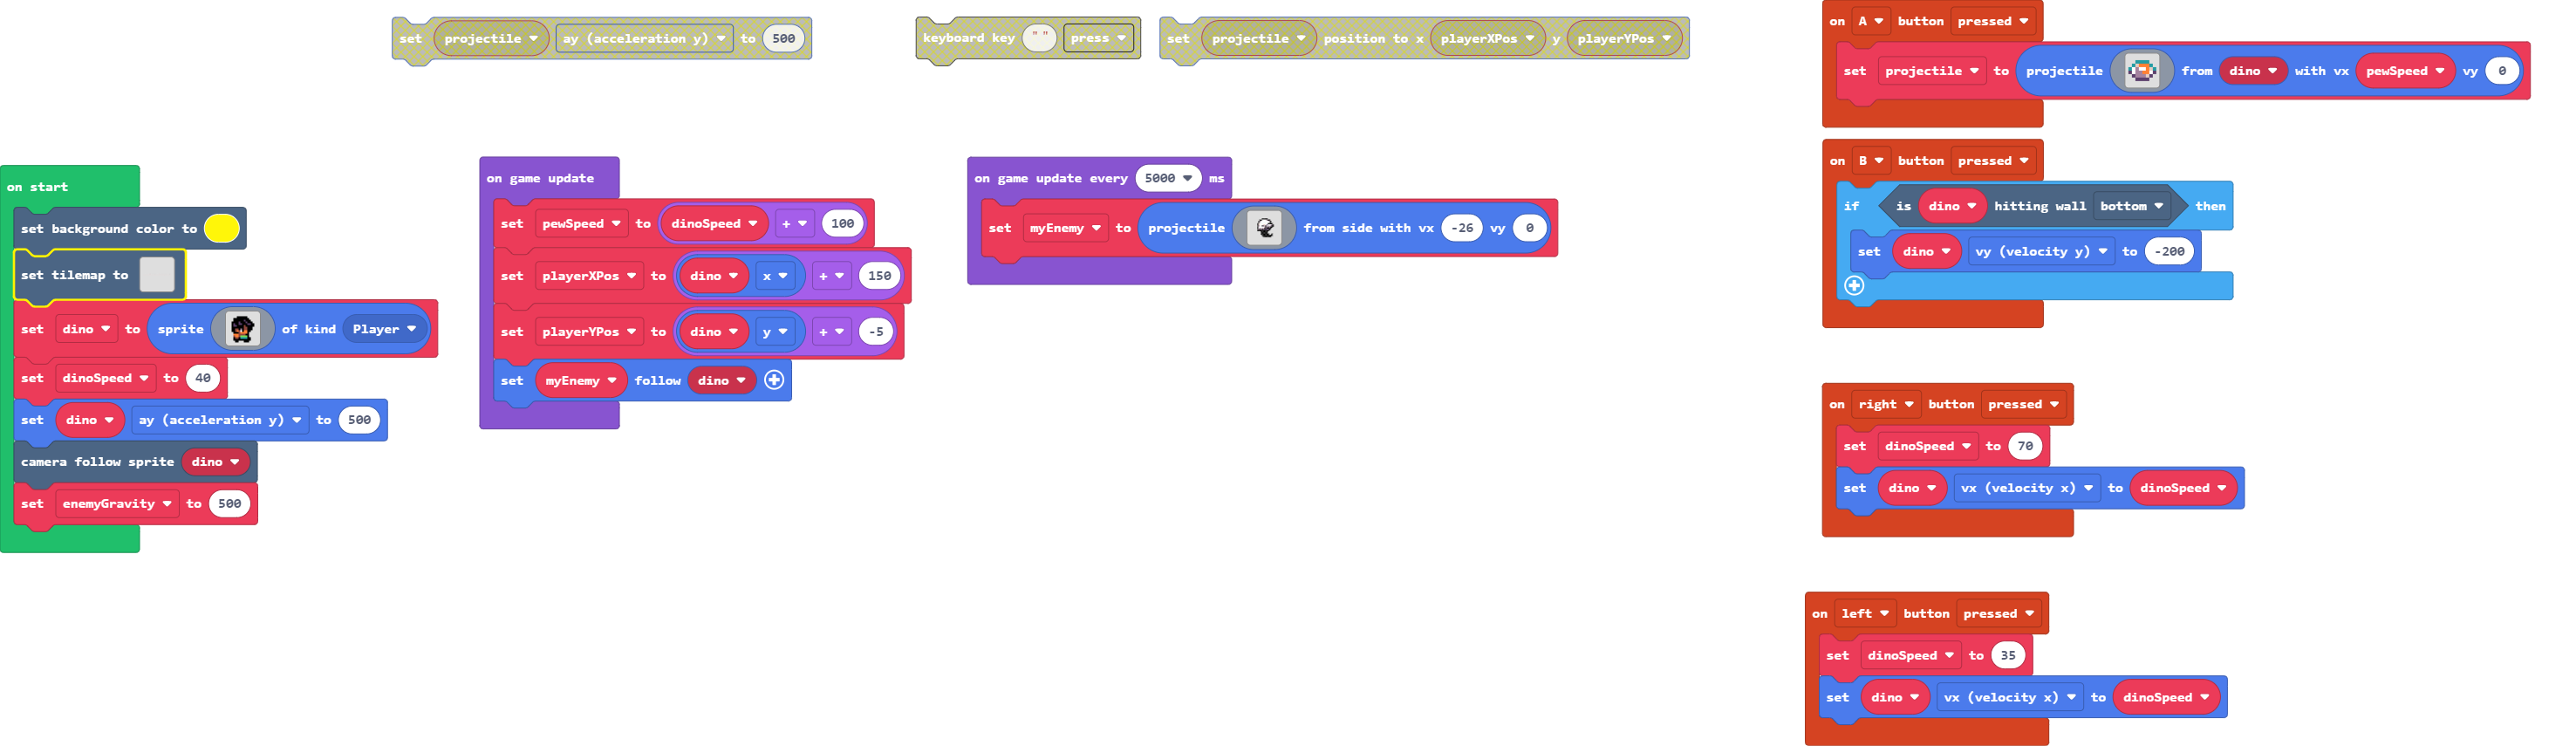 set projectile ay (acceleration y) to 500
keyboard key " " press
set projectile position to x playerXPos y playerYPos
on A button pressed
set projectile to projectile from dino with vx pewSpeed vy 0
on B button pressed
if is dino hitting wall bottom then
set dino vy (velocity y) to -200
on start
set background color to
set tilemap to
set dino to sprite of kind Player
set dinoSpeed to 40
set dino ay (acceleration y) to 500
camera follow sprite dino
set enemyGravity to 500
on game update
set pewSpeed to dinoSpeed + 100
set playerXPos to dino x + 150
set playerYPos to dino y + -5
set myEnemy follow dino
on game update every 5000 ms
set myEnemy to projectile from side with vx -26 vy 0
on right button pressed
set dinoSpeed to 70
set dino vx (velocity x) to dinoSpeed
on left button pressed
set dinoSpeed to 35
set dino vx (velocity x) to dinoSpeed